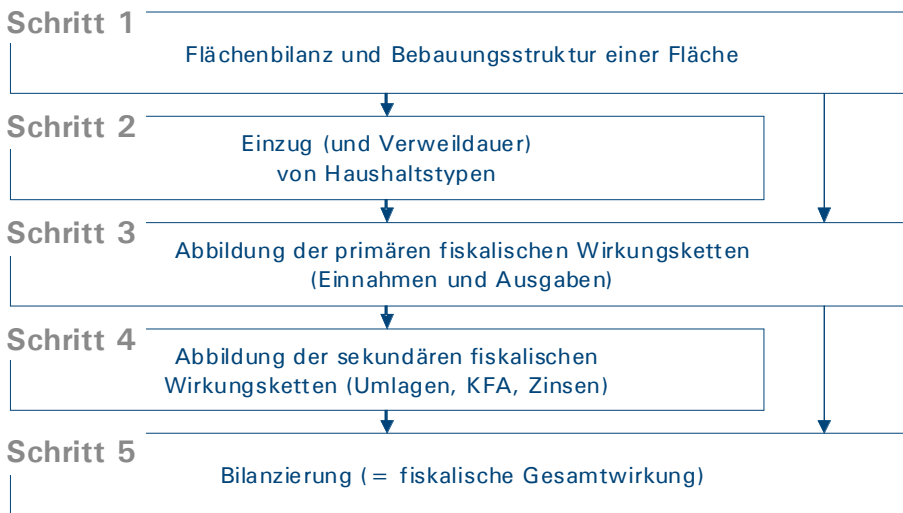 Schritt 1
Flächenbilanz und Bebauungsstruktur einer Fläche
Schritt 2
Einzug (und Verweildauer)
von Haushaltstypen
Schritt 3
Abbildung der primären fiskalischen Wirkungsketten
(Einnahmen und Ausgaben)
Schritt 4
Abbildung der sekundären fiskalischen
Wirkungsketten (Umlagen, KFA, Zinsen)
Schritt 5
Bilanzierung (= fiskalische Gesamtwirkung)